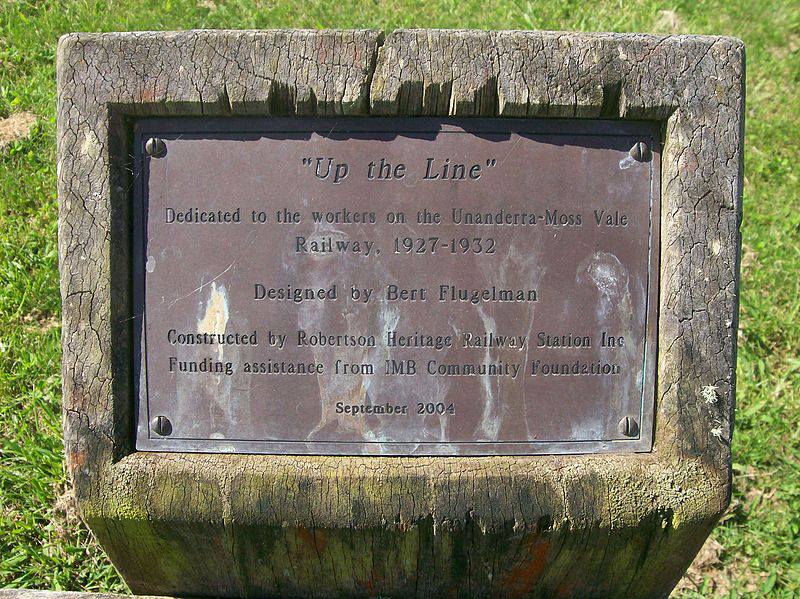 "Up the Line"
Dedicated to the workers on the Unanderra-Moss Vale
Railway, 1927-1932
Designed by Bert Flugelman
Constructed by Robertson Heritage Railway Station Inc
Funding assistance from IMB Community Foundation
September 2004